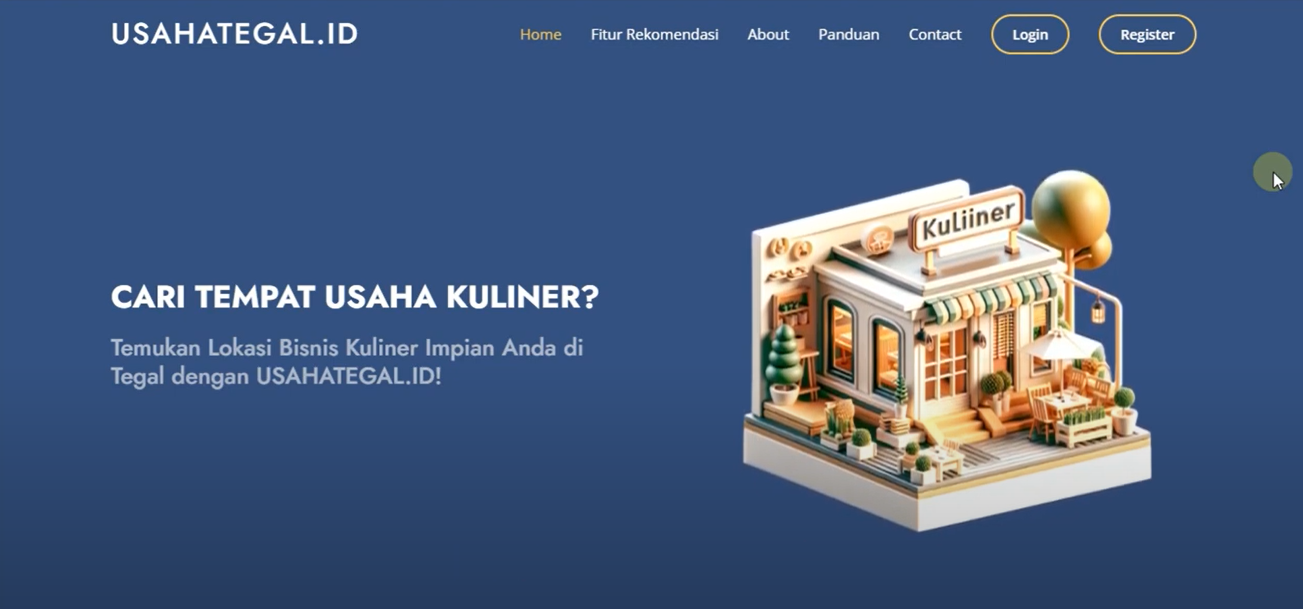 USAHATEGAL.ID
Home Fitur Rekomendasi About Panduan Contact Login Register
KuLiiner
CARI TEMPAT USAHA KULINER?
Temukan Lokasi Bisnis Kuliner Impian Anda di
Tegal dengan USAHATEGAL.ID!